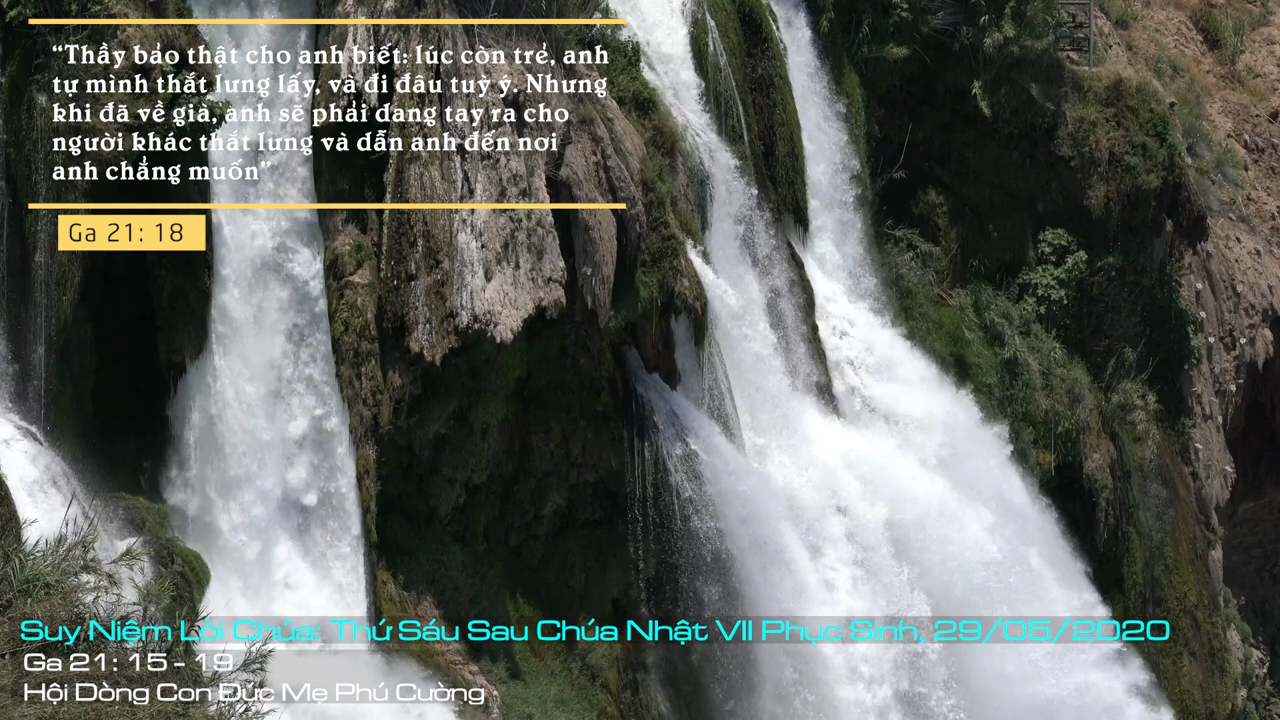 “Thầy bảo thật cho anh biết: lúc còn trẻ, anh
tự mình thắt lưng lấy, và đi đâu tuỳ ý. Nhưng
khi đã về già, anh sẽ phải dang tay ra cho
người khác thắt lưng và dẫn anh đến nơi
anh chẳng muốn”
Ga 21: 18
Suy Niệm Lời Chúa: Thứ Sáu Sau Chúa Nhật VII Phục Sinh, 29/05/2020
Ga 21: 15 - 19
Hội Dòng Con Đức Mẹ Phú Cường